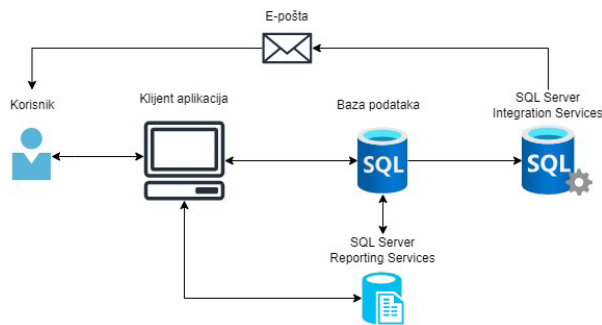 E-pošta
Korisnik
Klijent aplikacija
Baza podataka
SQL Server
Integration Services
SQL
SQL
SQL Server
Reporting Services